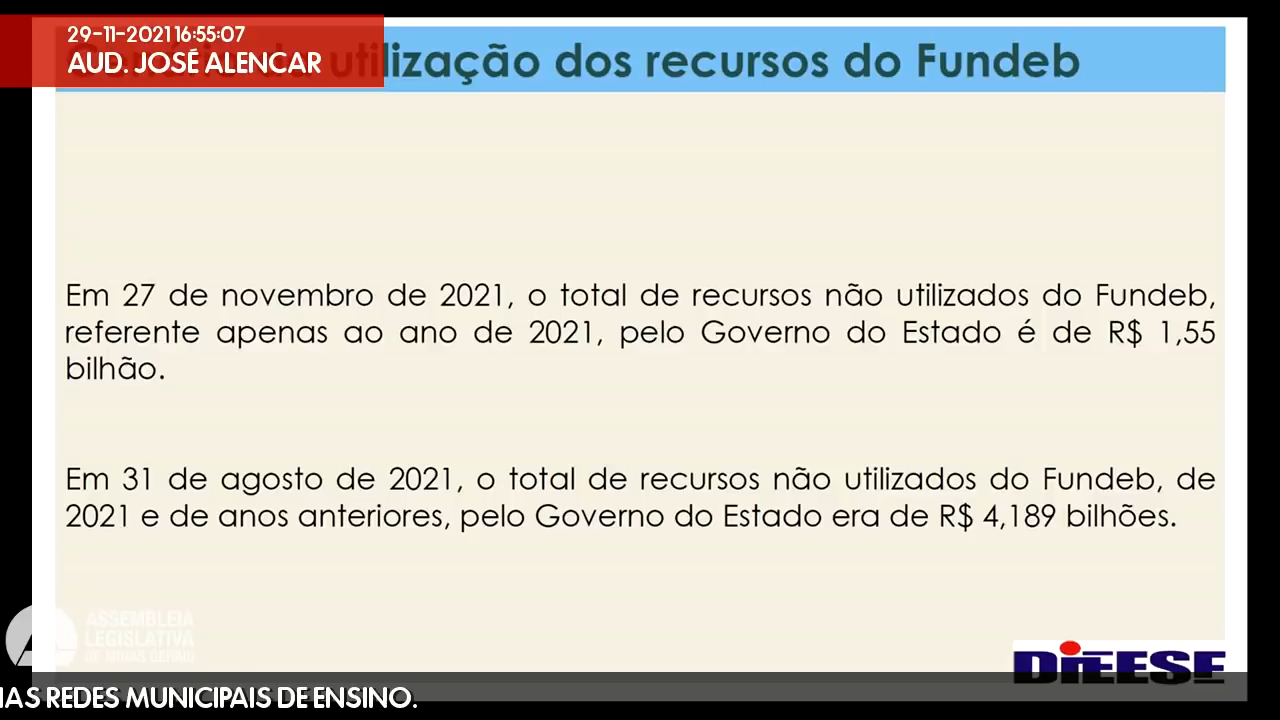 29-11-2021 16:55:07
AUD. JOSÉ ALENCAR
utilização dos recursos do Fundeb
Em 27 de novembro de 2021, o total de recursos não utilizados do Fundeb,
referente apenas ao ano de 2021, pelo Governo do Estado é de R$ 1,55
bilhão.
Em 31 de agosto de 2021, o total de recursos não utilizados do Fundeb, de
2021 e de anos anteriores, pelo Governo do Estado era de R$ 4,189 bilhões.
ASSEMBLEIA
LEGISLATIVA
DE MINAS GERAIS
DIEESE
REDES MUNICIPAIS DE ENSINO.